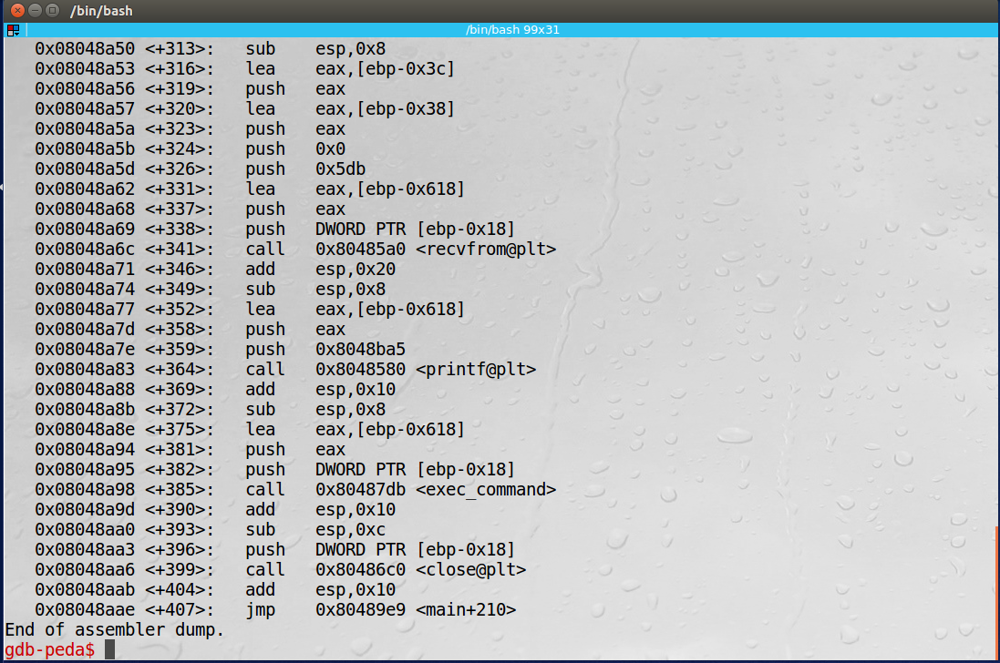 /bin/bash
/bin/bash 99x31
0x08048a50 <+313>: sub esp,0x8
0x08048a53 <+316>: lea eax,[ebp-0x3c]
0x08048a56 <+319>: push eax
0x08048a57 <+320>: lea eax,[ebp-0x38]
0x08048a5a <+323>: push eax
0x08048a5b <+324>: push 0x0
0x08048a5d <+326>: push 0x5db
0x08048a62 <+331>: lea eax,[ebp-0x618]
0x08048a68 <+337>: push eax
0x08048a69 <+338>: push DWORD PTR [ebp-0x18]
0x08048a6c <+341>: call 0x80485a0 <recvfrom@plt>
0x08048a71 <+346>: add esp,0x20
0x08048a74 <+349>: sub esp,0x8
0x08048a77 <+352>: lea eax,[ebp-0x618]
0x08048a7d <+358>: push eax
0x08048a7e <+359>: push 0x8048ba5
0x08048a83 <+364>: call 0x8048580 <printf@plt>
0x08048a88 <+369>: add esp,0x10
0x08048a8b <+372>: sub esp,0x8
0x08048a8e <+375>: lea eax,[ebp-0x618]
0x08048a94 <+381>: push eax
0x08048a95 <+382>: push DWORD PTR [ebp-0x18]
0x08048a98 <+385>: call 0x80487db <exec_command>
0x08048a9d <+390>: add esp,0x10
0x08048aa0 <+393>: sub esp,0xc
0x08048aa3 <+396>: push DWORD PTR [ebp-0x18]
0x08048aa6 <+399>: call 0x80486c0 <close@plt>
0x08048aab <+404>: add esp,0x10
0x08048aae <+407>: jmp 0x80489e9 <main+210>
End of assembler dump.
gdb-peda$